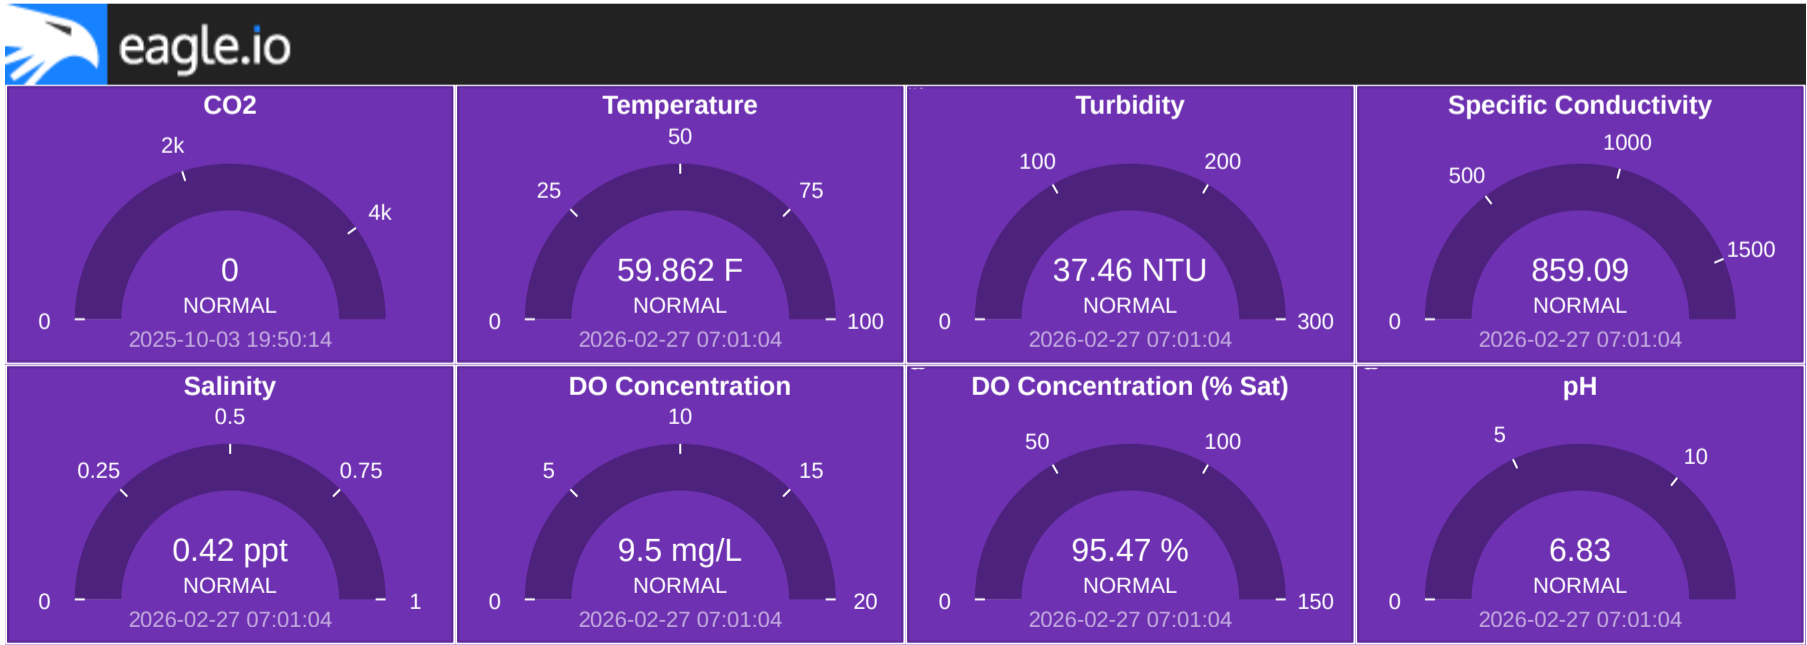 eagle.io
CO2
2k
4k
0
0
NORMAL
2025-10-03 19:50:14
Temperature
50
25
75
59.862 F
NORMAL
0
100
2026-02-27 07:01:04
Turbidity
100
200
37.46 NTU
NORMAL
0
300
2026-02-27 07:01:04
Specific Conductivity
1000
500
1500
859.09
NORMAL
0
2026-02-27 07:01:04
Salinity
0.5
0.25
0.75
0.42 ppt
NORMAL
0
1
2026-02-27 07:01:04
DO Concentration
10
5
15
9.5 mg/L
NORMAL
0
20
2026-02-27 07:01:04
DO Concentration (% Sat)
50
100
95.47 %
NORMAL
0
150
2026-02-27 07:01:04
pH
5
10
6.83
NORMAL
0
2026-02-27 07:01:04